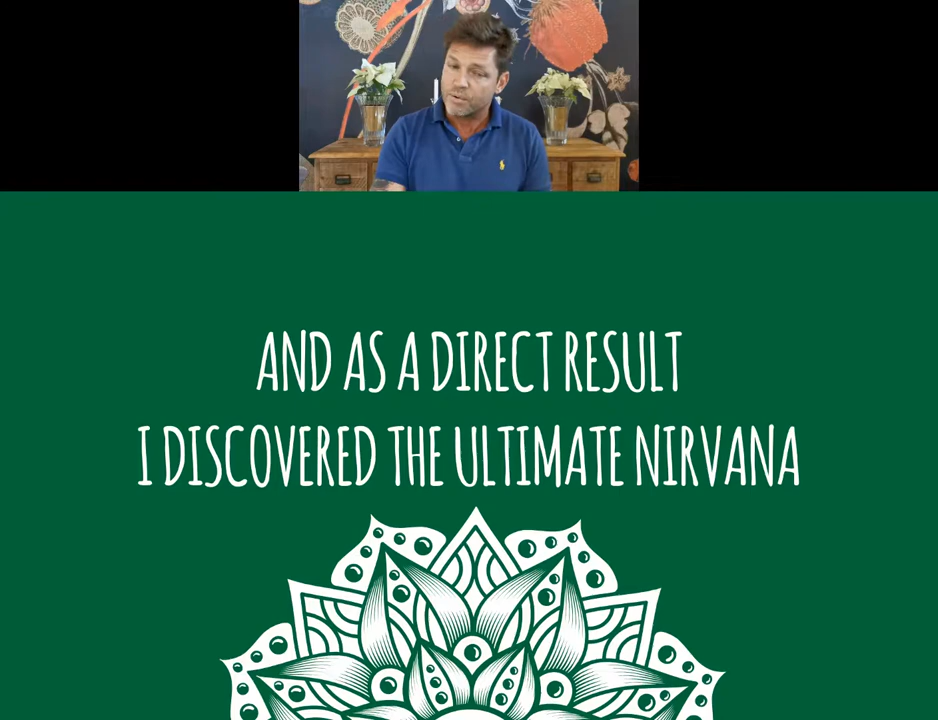 AND AS A DIRECT RESULT
I DISCOVERED THE ULTIMATE NIRVANA